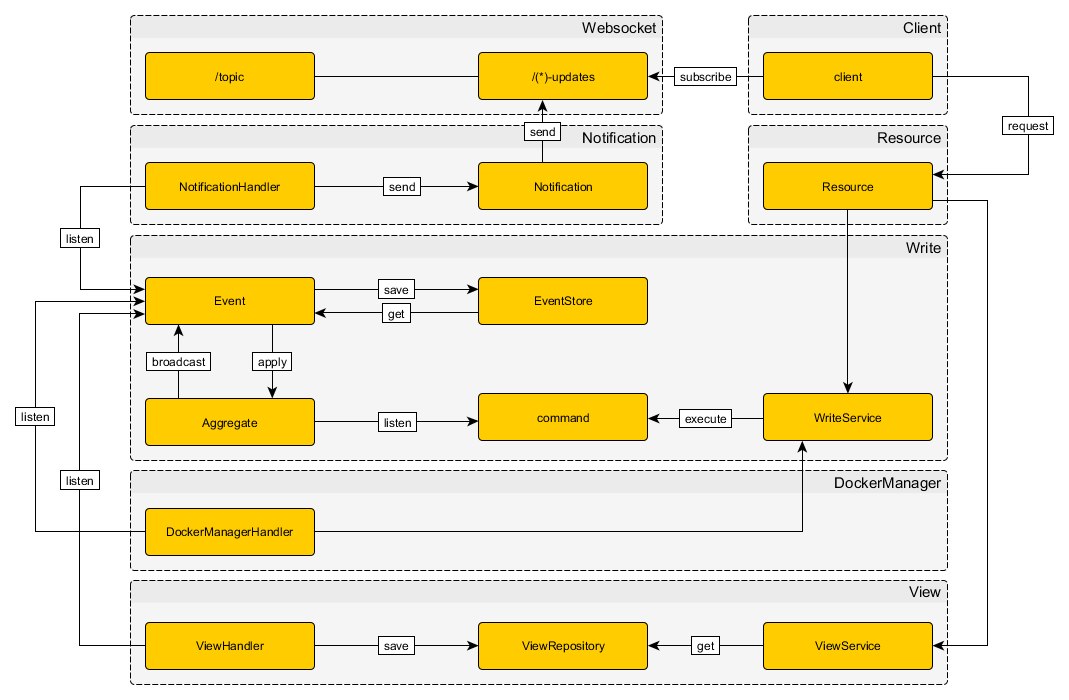 Websocket
Client
/topic
/(*)-updates
subscribe
client
send
request
Notification
Resource
NotificationHandler
send
Notification
Resource
listen
Write
Event
save
get
EventStore
broadcast
apply
listen
Aggregate
listen
command
execute
WriteService
listen
DockerManager
DockerManagerHandler
View
ViewHandler
save
ViewRepository
get
ViewService